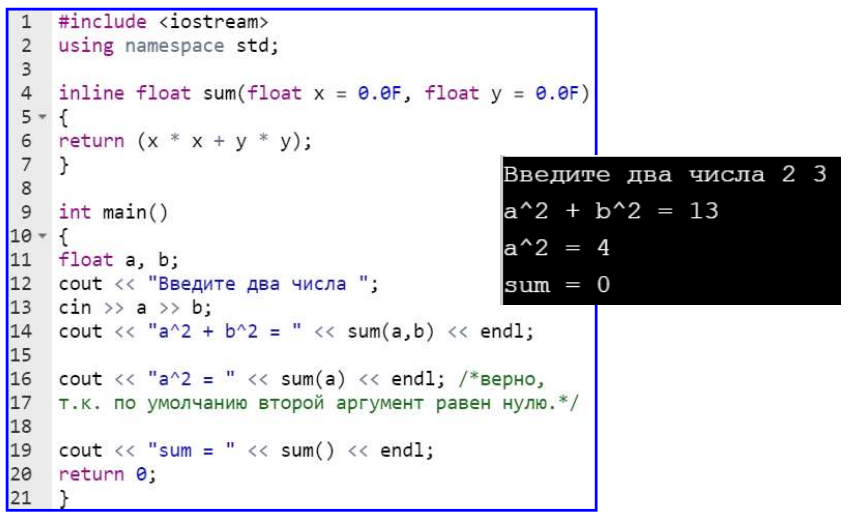 1 #include <iostream>
2 using namespace std;
3
4 inline float sum(float x = 0.0F, float y = 0.0F)
5 {
6 return (x * x + y * y);
7 }
8
9 int main()
10 {
11 float a, b;
12 cout << "Введите два числа ";
13 cin >> a >> b;
14 cout << "a^2 + b^2 = " << sum(a,b) << endl;
15
16 cout << "a^2 = " << sum(a) << endl; /*верно,
17 т.к. по умолчанию второй аргумент равен нулю.*/
18
19 cout << "sum = " << sum() << endl;
20 return 0;
21 }
Введите два числа 2 3
a^2 + b^2 = 13
a^2 = 4
sum = 0